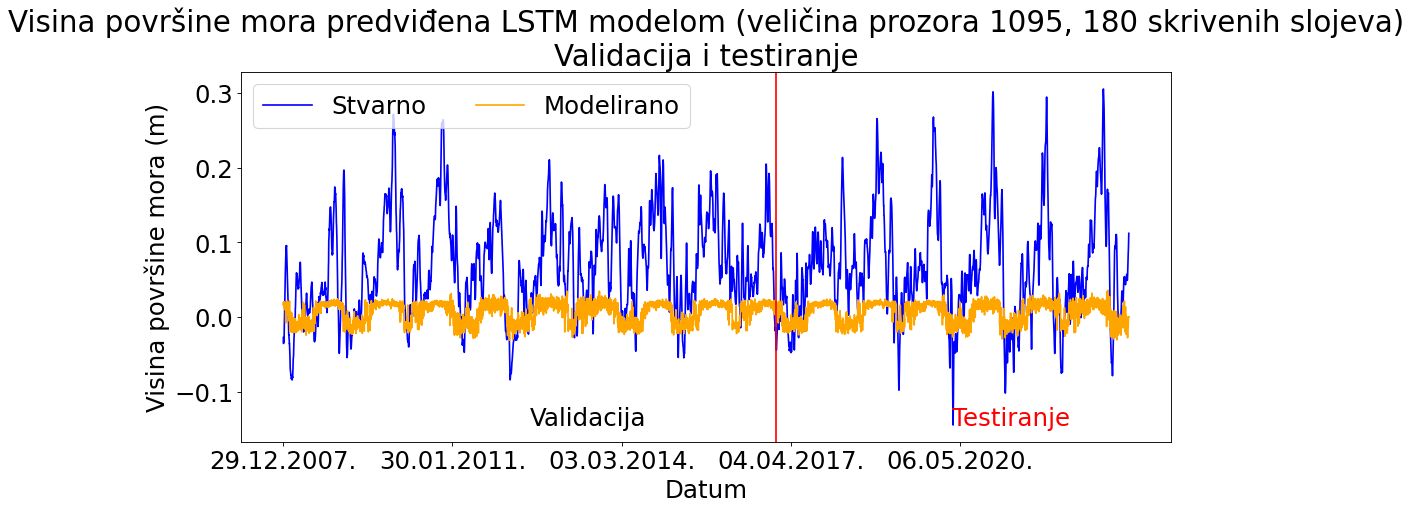 Visina površine mora predviđena LSTM modelom (veličina prozora 1095, 180 skrivenih slojeva)
Validacija i testiranje
Stvarno
Modelirano
Visina površine mora (m)
0.3
0.2
0.1
0.0
−0.1
Validacija
Testiranje
29.12.2007.
30.01.2011.
03.03.2014.
04.04.2017.
06.05.2020.
Datum